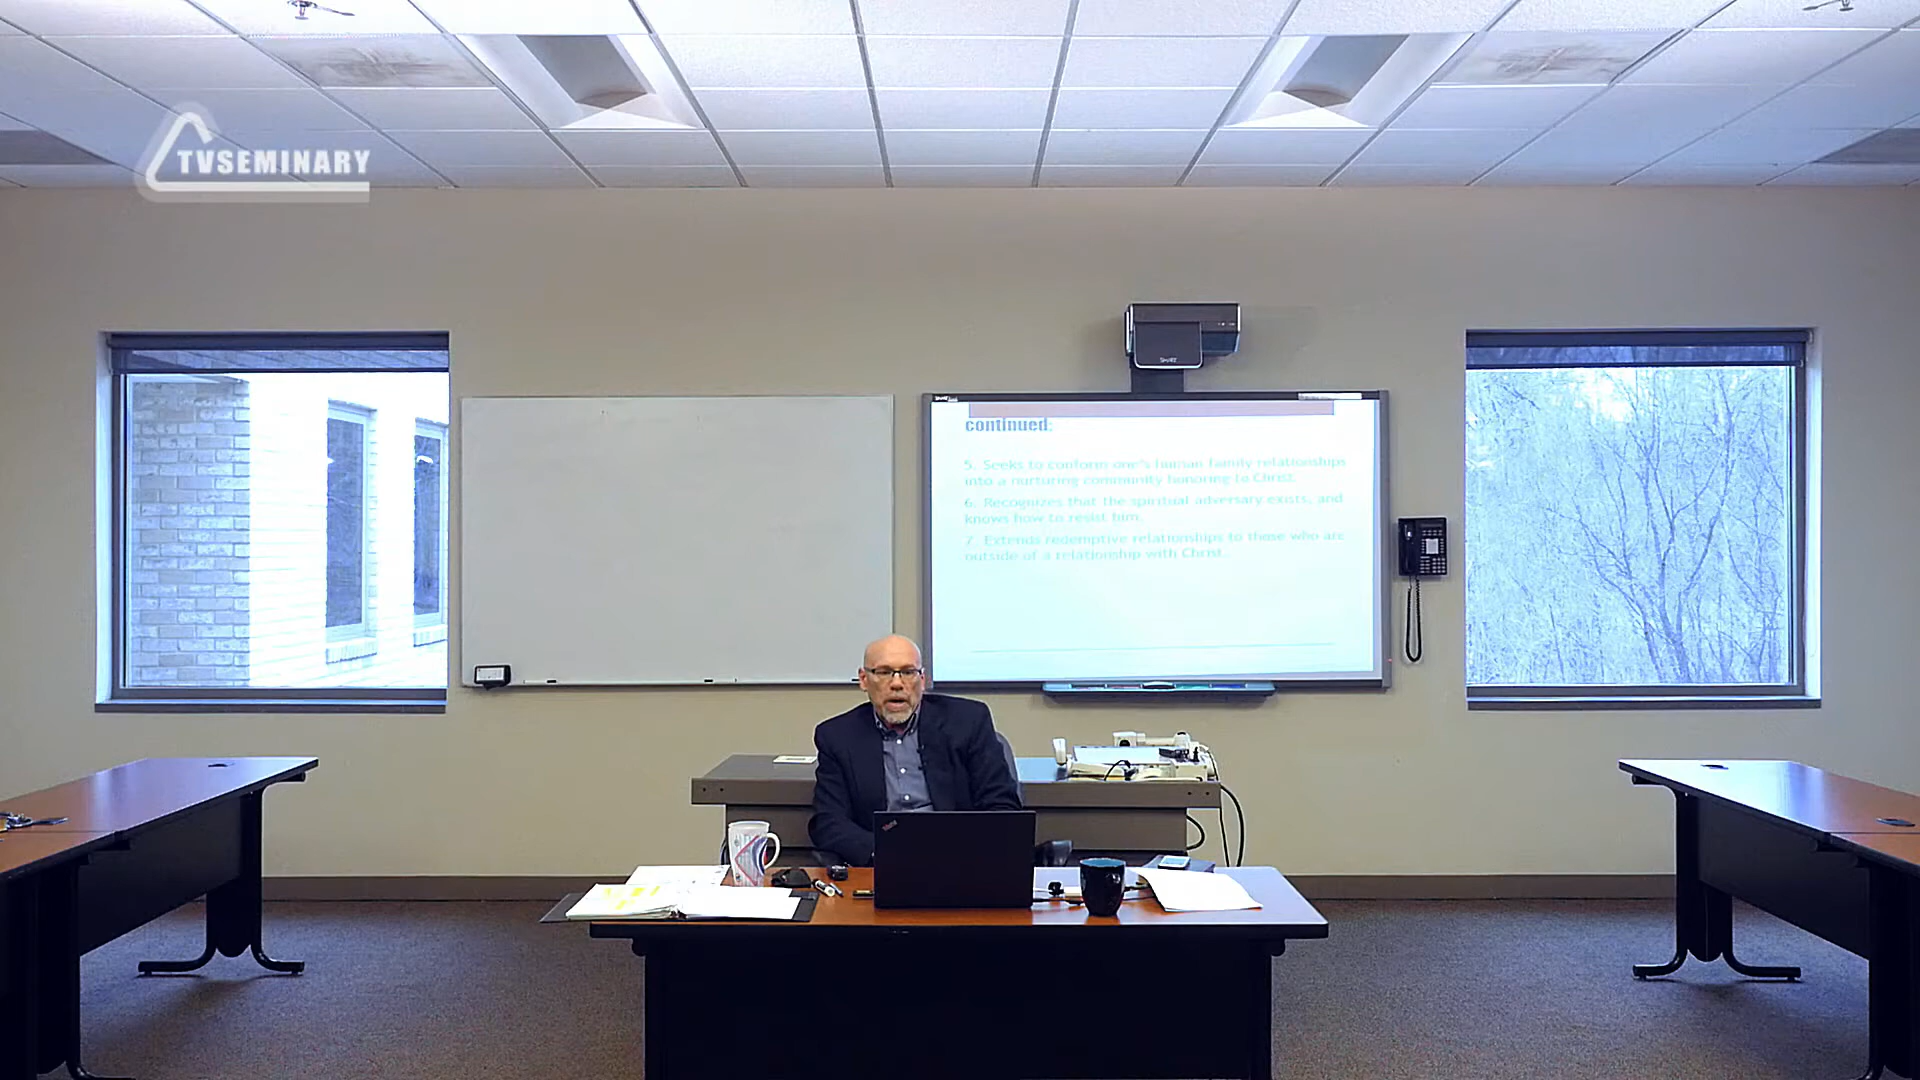 TVSEMINARY
SMART
continued:
5. Seeks to conform one's human family relationships
into a nurturing community honoring to Christ.
6. Recognizes that the spiritual adversary exists, and
knows how to resist him.
7. Extends redemptive relationships to those who are
outside of a relationship with Christ.